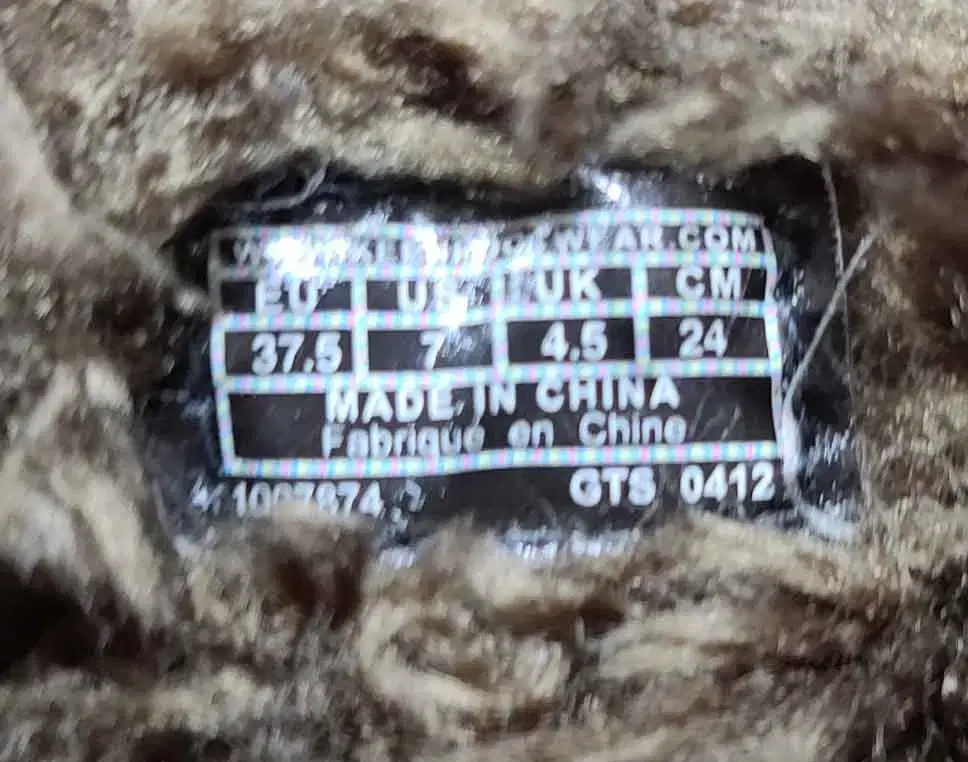 EU US UK CM
37.5 7 4.5 24
MADE IN CHINA
Fabrique en Chine
GTS 0412